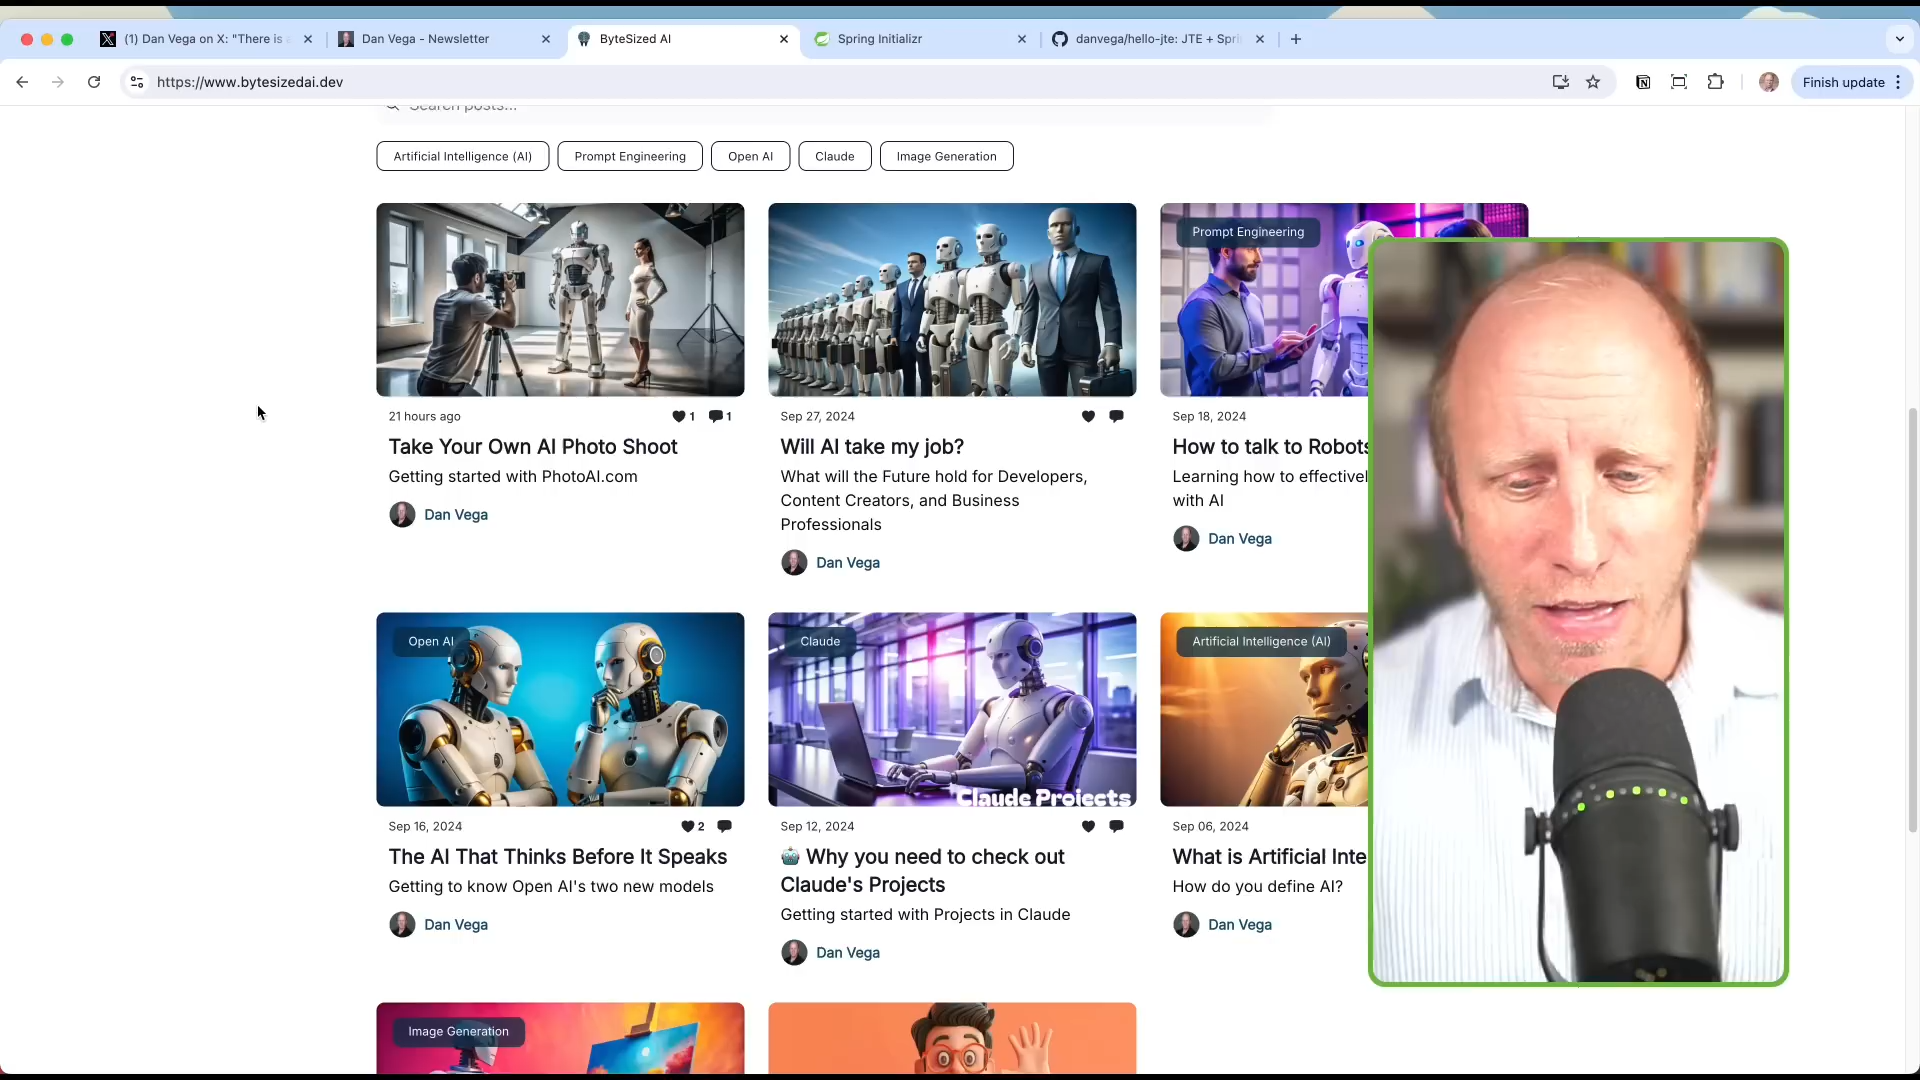 (1) Dan Vega on X: "There is
Dan Vega - Newsletter
ByteSized AI
Spring Initializr
danvega/hello-jte: JTE + Spri
https://www.bytesizedai.dev
Finish update
Search posts...
Artificial Intelligence (AI)
Prompt Engineering
Open AI
Claude
Image Generation
Prompt Engineering
21 hours ago
1
1
Take Your Own AI Photo Shoot
Getting started with PhotoAI.com
Dan Vega
Sep 27, 2024
Will AI take my job?
What will the Future hold for Developers,
Content Creators, and Business
Professionals
Dan Vega
Sep 18, 2024
How to talk to Robots
Learning how to effectivel
with AI
Dan Vega
Open AI
Sep 16, 2024
2
The AI That Thinks Before It Speaks
Getting to know Open AI's two new models
Dan Vega
Claude
Claude Projects
Sep 12, 2024
🤖 Why you need to check out
Claude's Projects
Getting started with Projects in Claude
Dan Vega
Artificial Intelligence (AI)
Sep 06, 2024
What is Artificial Inte
How do you define AI?
Dan Vega
Image Generation